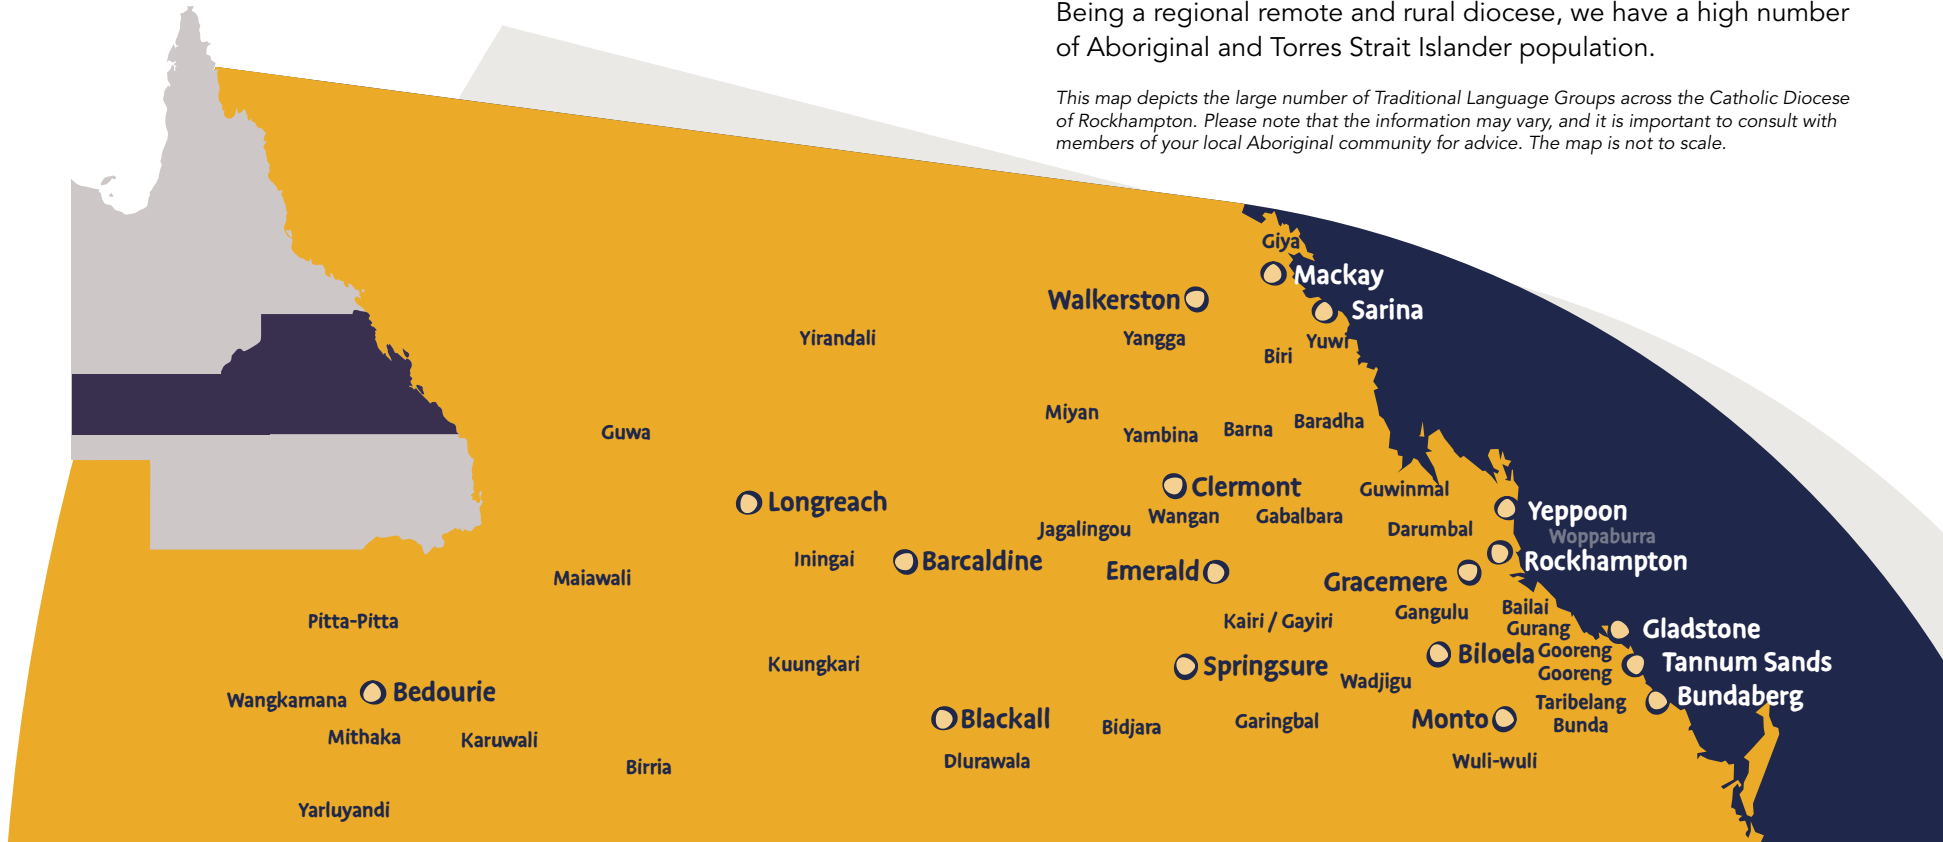 Being a regional remote and rural diocese, we have a high number
of Aboriginal and Torres Strait Islander population.
This map depicts the large number of Traditional Language Groups across the Catholic Diocese
of Rockhampton. Please note that the information may vary, and it is important to consult with
members of your local Aboriginal community for advice. The map is not to scale.
Giya
Mackay
Walkerston
Sarina
Yirandali
Yangga
Yuwi
Biri
Miyan
Baradha
Barna
Yambina
Guwa
Clermont
Guwinmal
Longreach
Yeppoon
Wangan
Gabalbara
Jagalingou
Darumbal
Woppaburra
Iningai
Barcaldine
Rockhampton
Emerald
Maiawali
Gracemere
Bailai
Gangulu
Pitta-Pitta
Kairi / Gayiri
Gurang
Gladstone
Gooreng
Gooreng
Biloela
Kuungkari
Springsure
Tannum Sands
Wadjigu
Bedourie
Wangkamana
Bundaberg
Taribelang
Bunda
Blackall
Bidjara
Garingbal
Monto
Mithaka
Karuwali
Dlurawala
Wuli-wuli
Birria
Yarluyandi